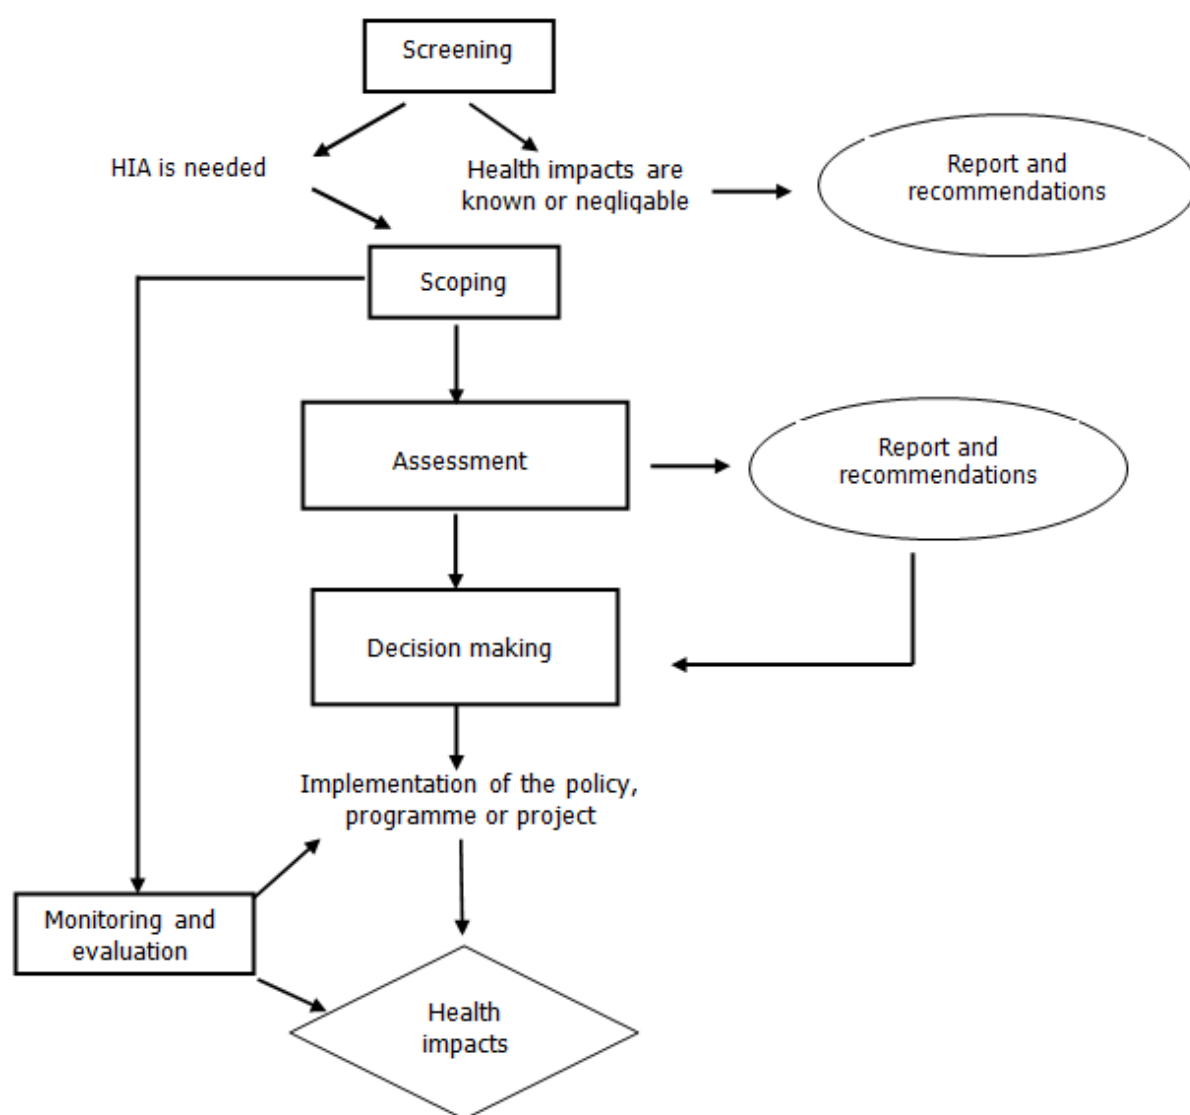 Screening
HIA is needed
Health impacts are
known or neqliqable
Report and
recommendations
Scoping
Assessment
Report and
recommendations
Decision making
Implementation of the policy,
programme or project
Monitoring and
evaluation
Health
impacts